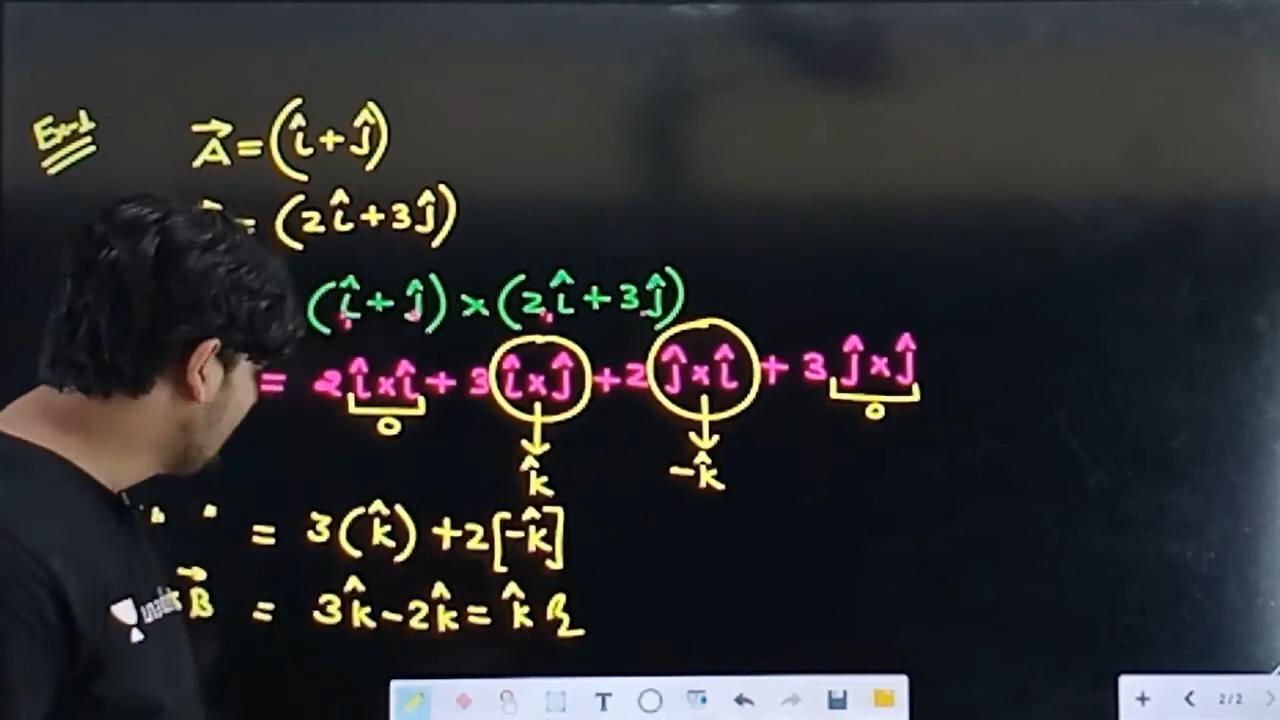 Ex-1
A⃗ = (î + ĵ)
= (2î + 3ĵ)
(î + ĵ) × (2î + 3ĵ)
= 2 î×î + 3 î×ĵ + 2 ĵ×î + 3 ĵ×ĵ
0 0
k̂ -k̂
= 3(k̂) + 2[-k̂]
B⃗ = 3k̂ - 2k̂ = k̂
T
2/2